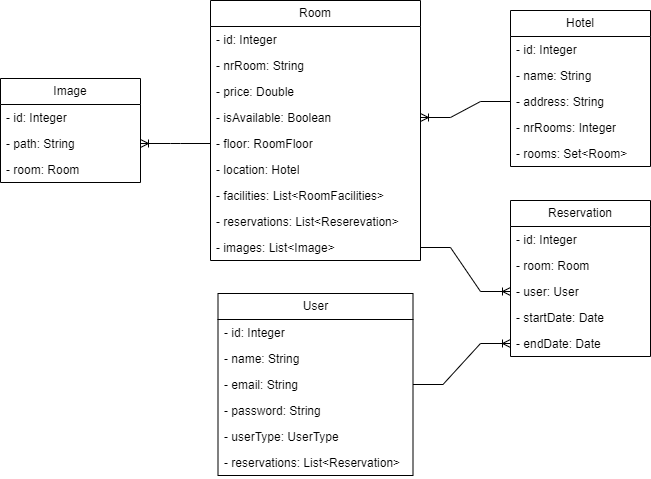 Image
- id: Integer
- path: String
- room: Room
Room
- id: Integer
- nrRoom: String
- price: Double
- isAvailable: Boolean
- floor: RoomFloor
- location: Hotel
- facilities: List<RoomFacilities>
- reservations: List<Reserevation>
- images: List<Image>
Hotel
- id: Integer
- name: String
- address: String
- nrRooms: Integer
- rooms: Set<Room>
Reservation
- id: Integer
- room: Room
- user: User
- startDate: Date
- endDate: Date
User
- id: Integer
- name: String
- email: String
- password: String
- userType: UserType
- reservations: List<Reservation>